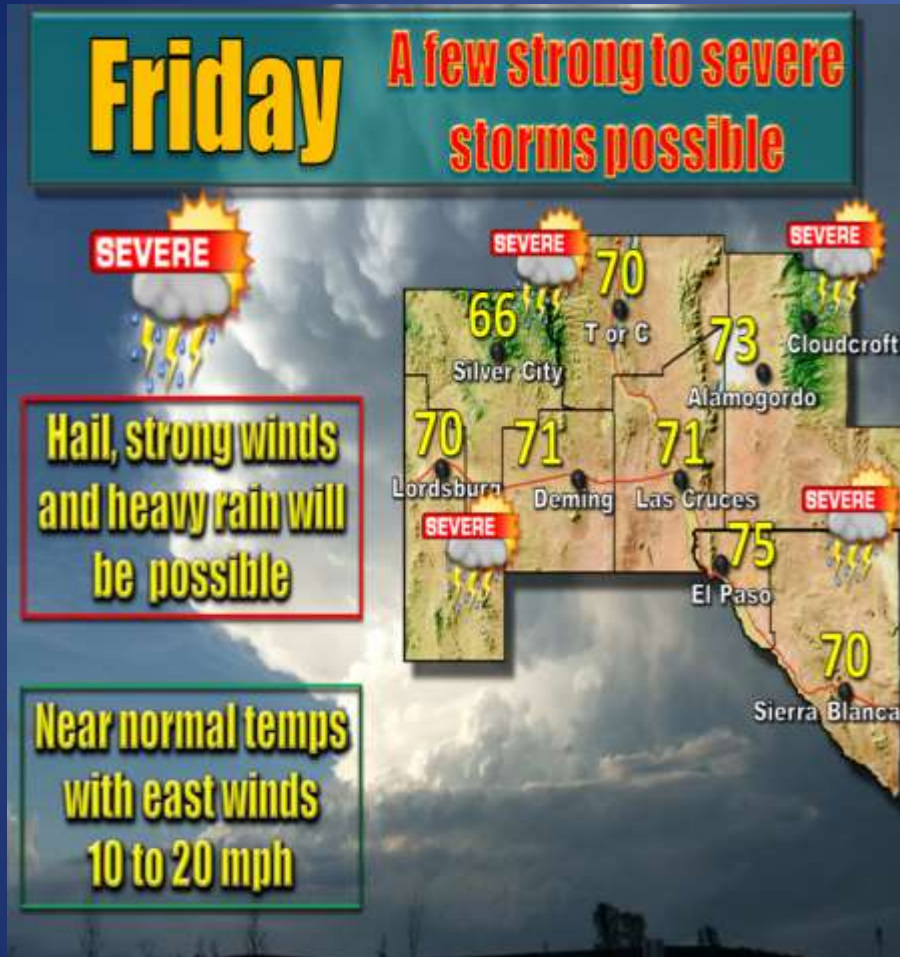 Friday
A few strong to severe
storms possible
SEVERE
SEVERE
SEVERE
70
66
T or C
Cloudcroft
73
Silver City
Alamogordo
Hail, strong winds
and heavy rain will
be possible
70
71
71
Lordsburg
Deming
Las Cruces
SEVERE
SEVERE
75
El Paso
70
Sierra Blanca
Near normal temps
with east winds
10 to 20 mph